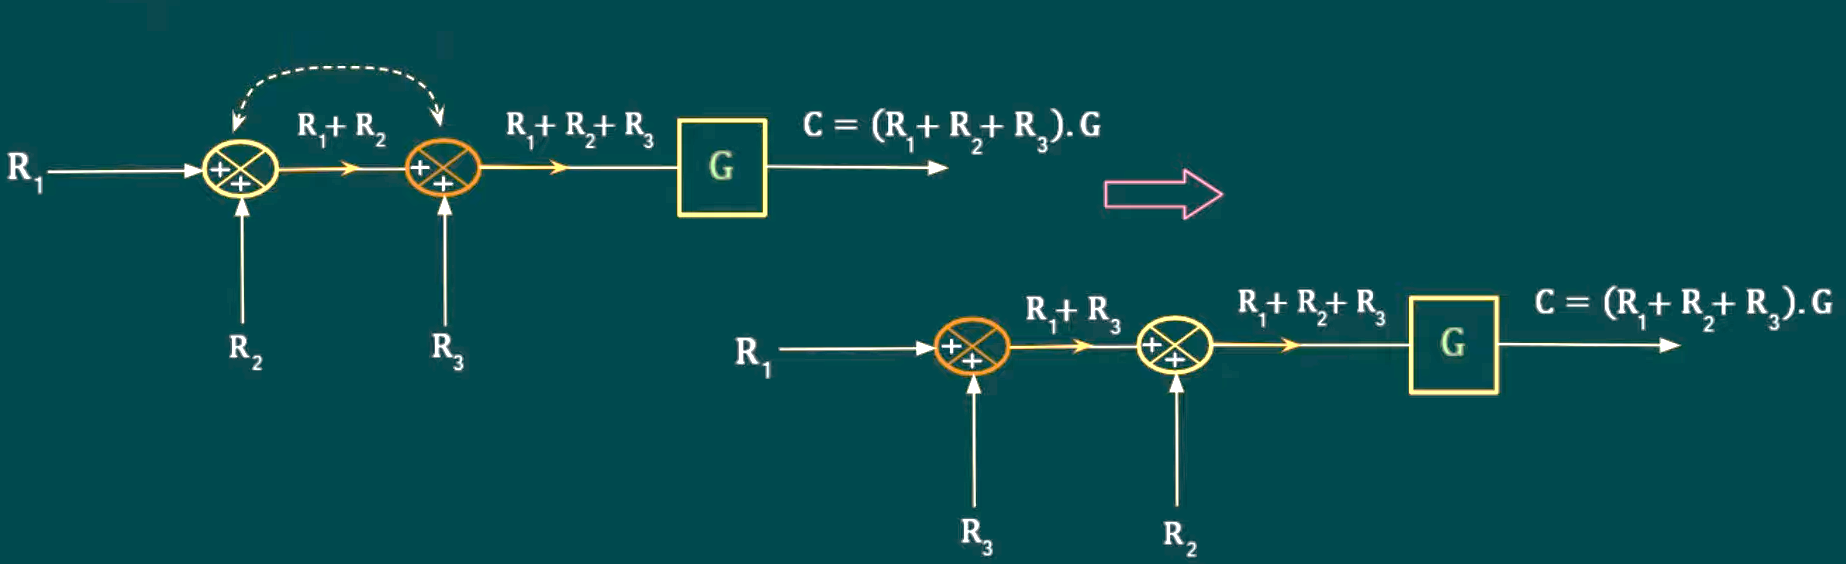 R₁+ R₂
R₁+ R₂+ R₃
C = (R₁+ R₂+ R₃).G
R₁
+
+
+
+
G
R₂
R₃
R₁+ R₃
R₁+ R₂+ R₃
C = (R₁+ R₂+ R₃).G
R₁
+
+
+
+
G
R₃
R₂